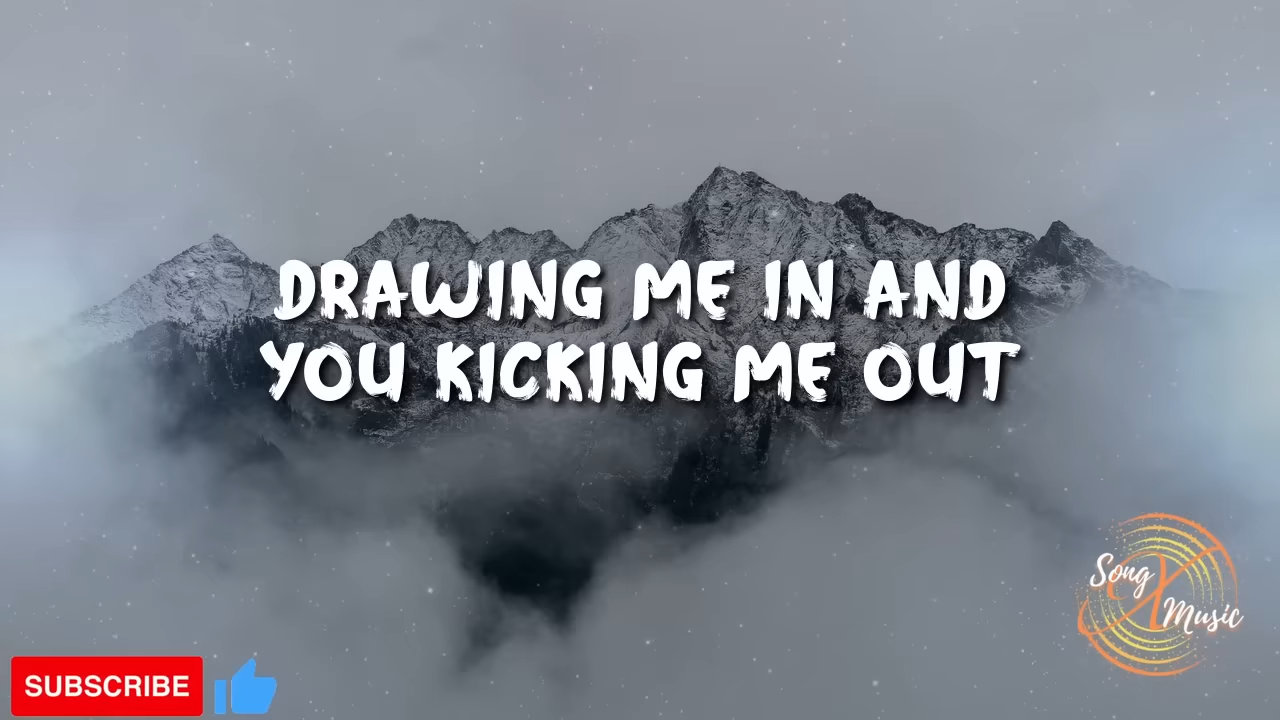 DRAWING ME IN AND
YOU KICKING ME OUT
Song X
Music
SUBSCRIBE